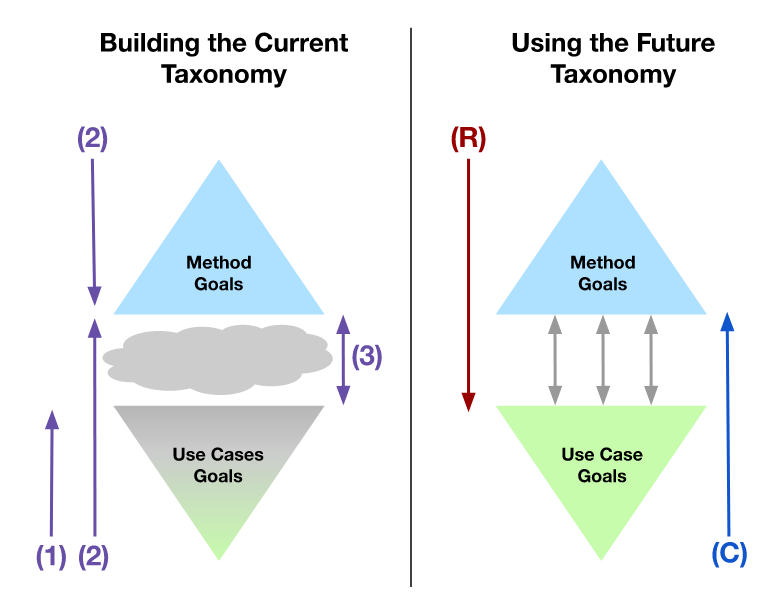 Building the Current
Taxonomy
(2)
Method
Goals
(3)
Use Cases
Goals
(1) (2)
Using the Future
Taxonomy
(R)
Method
Goals
Use Case
Goals
(C)